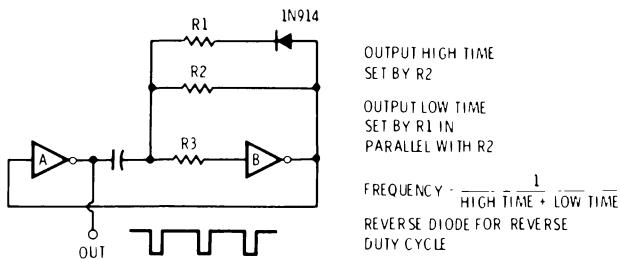 1N914
R1
R2
R3
A
B
OUT
OUTPUT HIGH TIME
SET BY R2
OUTPUT LOW TIME
SET BY R1 IN
PARALLEL WITH R2
FREQUENCY - 1
HIGH TIME + LOW TIME
REVERSE DIODE FOR REVERSE
DUTY CYCLE